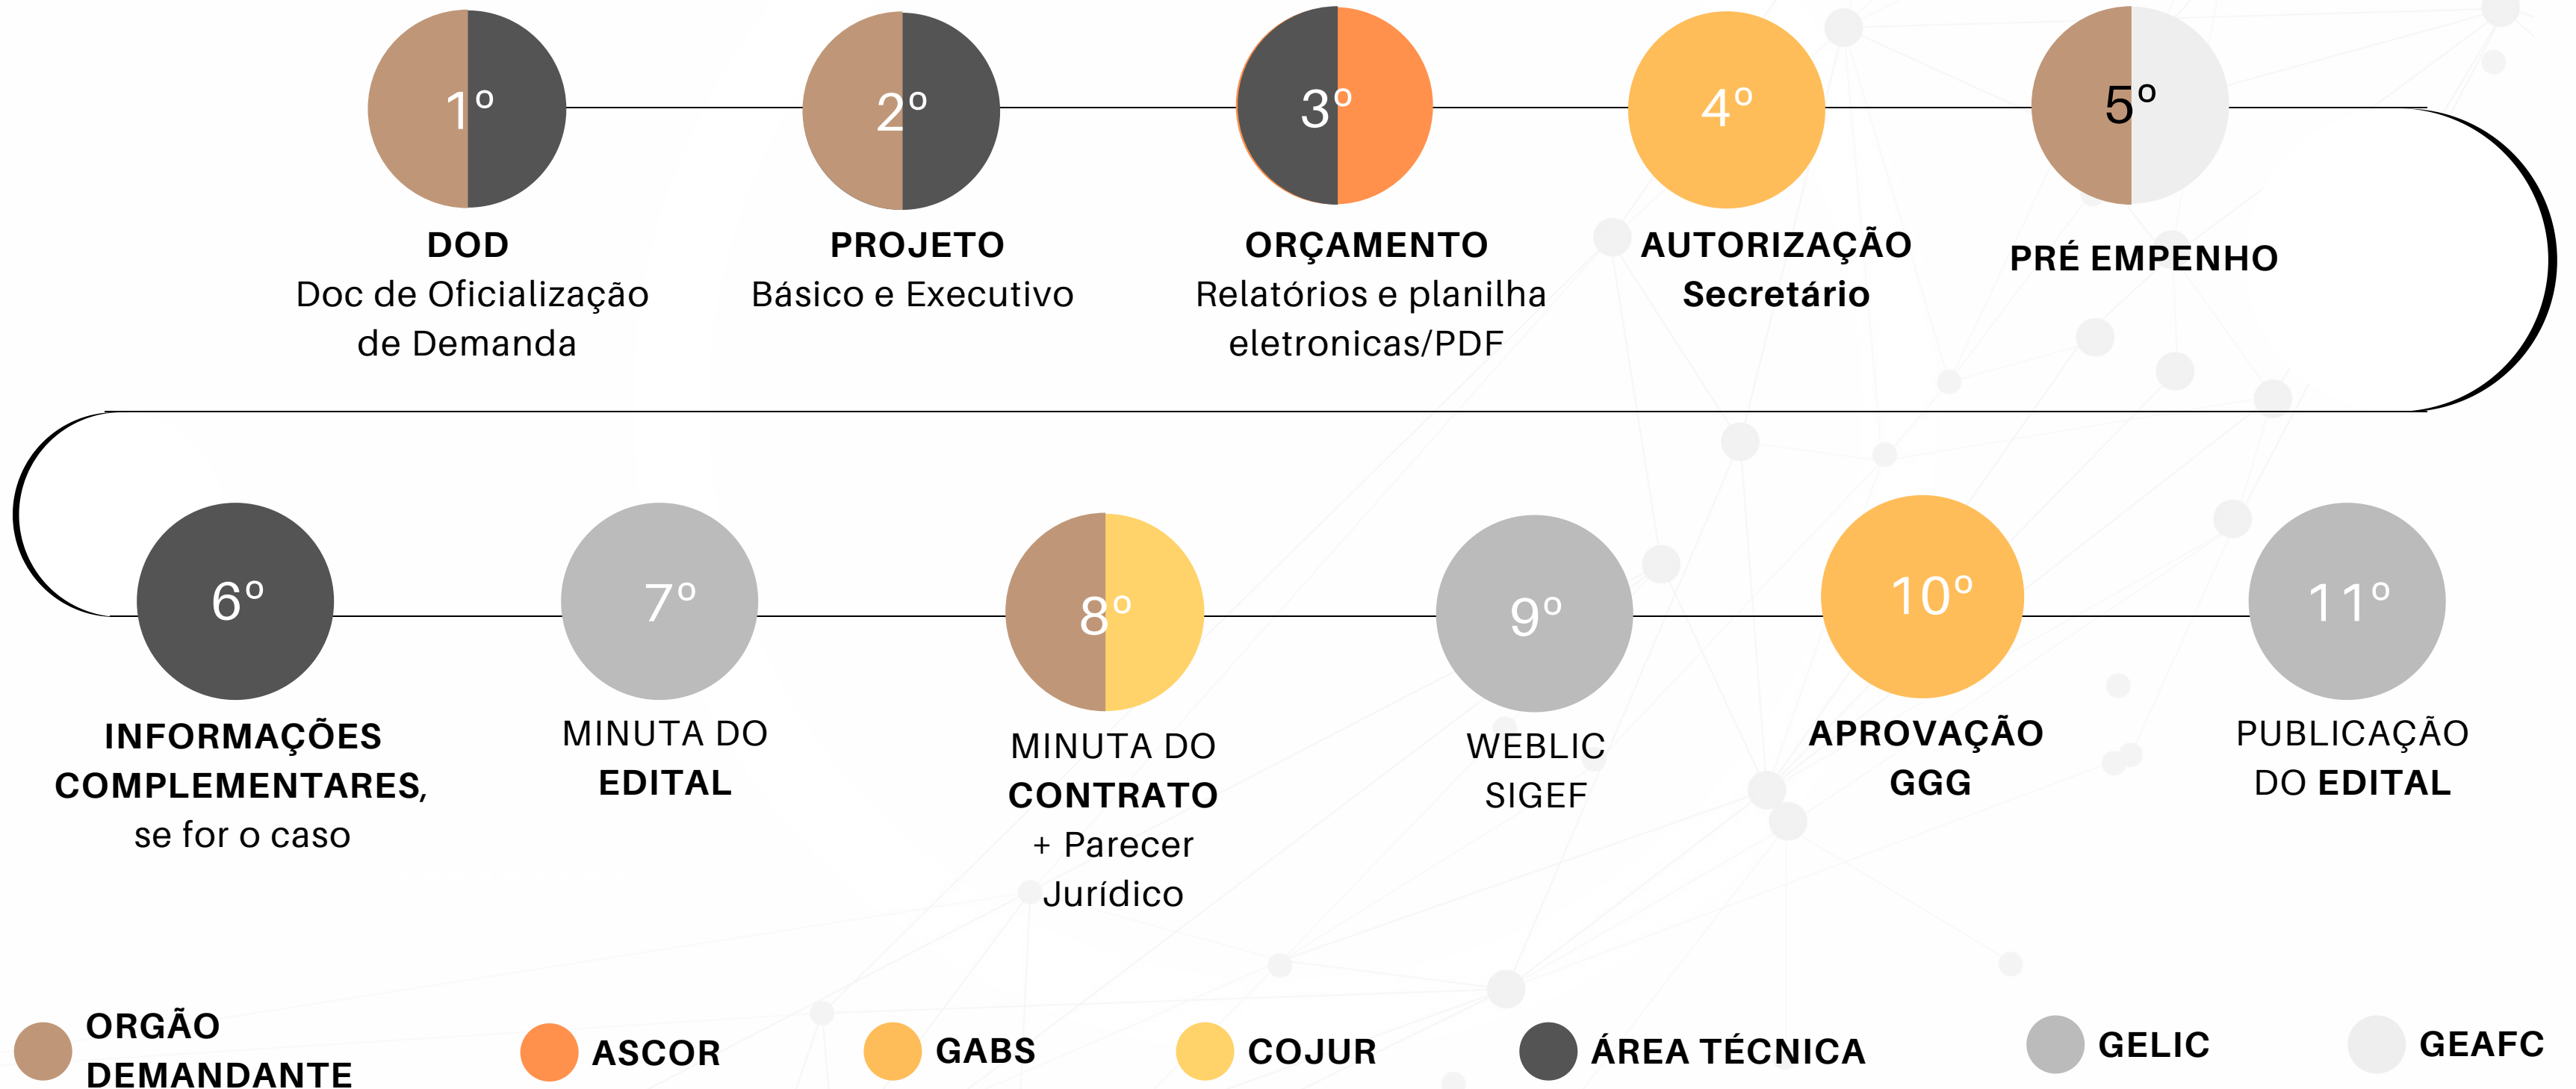 1º
2º
3º
4º
5º
DOD
Doc de Oficialização
de Demanda
PROJETO
Básico e Executivo
ORÇAMENTO
Relatórios e planilha
eletronicas/PDF
AUTORIZAÇÃO
Secretário
PRÉ EMPENHO
6º
7º
8º
9º
10º
11º
INFORMAÇÕES
COMPLEMENTARES,
se for o caso
MINUTA DO
EDITAL
MINUTA DO
CONTRATO
+ Parecer
Jurídico
WEBLIC
SIGEF
APROVAÇÃO
GGG
PUBLICAÇÃO
DO EDITAL
ORGÃO
DEMANDANTE
ASCOR
GABS
COJUR
ÁREA TÉCNICA
GELIC
GEAFC